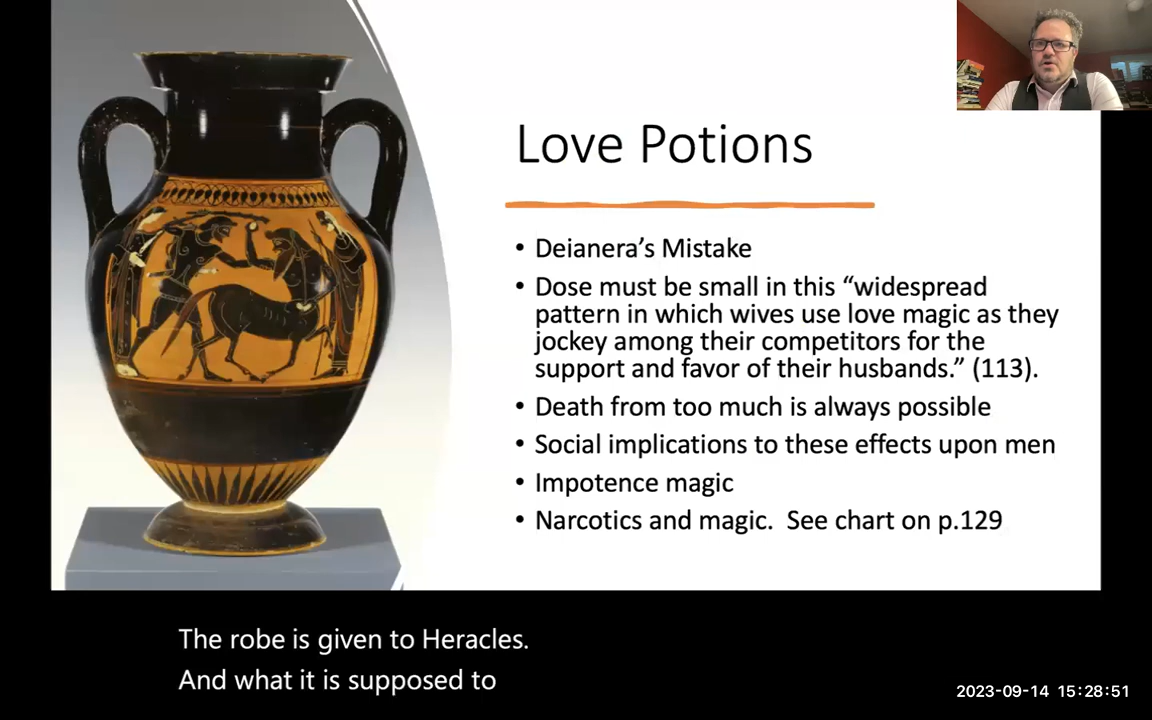 Love Potions
• Deianera's Mistake
• Dose must be small in this “widespread
pattern in which wives use love magic as they
jockey among their competitors for the
support and favor of their husbands.” (113).
• Death from too much is always possible
• Social implications to these effects upon men
• Impotence magic
• Narcotics and magic.  See chart on p.129
The robe is given to Heracles.
And what it is supposed to
2023-09-14 15:28:51